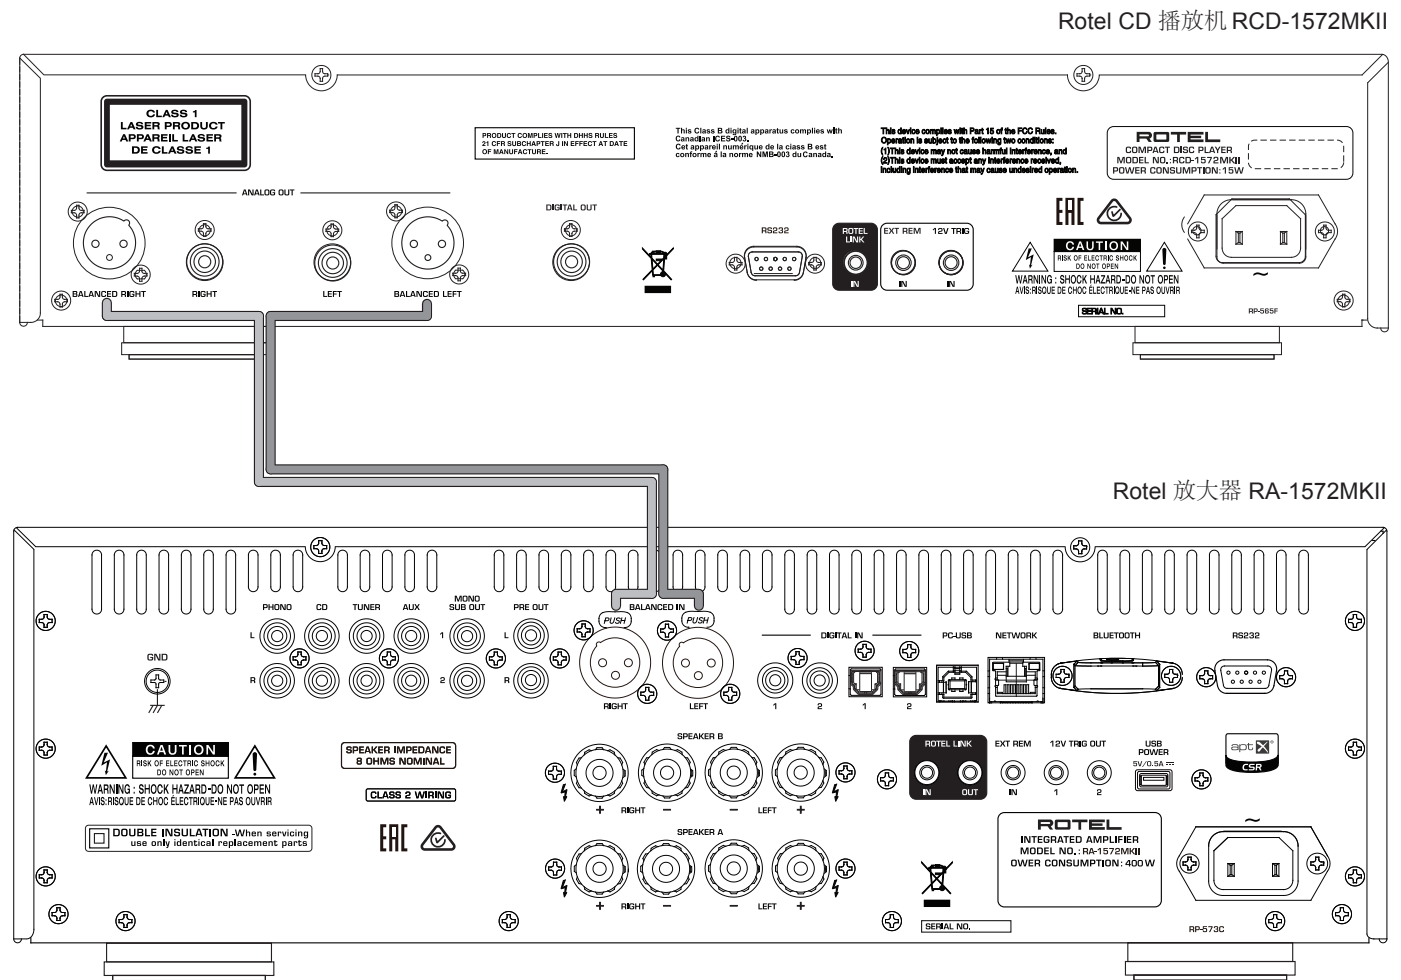 Rotel CD 播放机 RCD-1572MKII
CLASS 1
LASER PRODUCT
APPAREIL LASER
DE CLASSE 1
PRODUCT COMPLIES WITH DHHS RULES
21 CFR SUBCHAPTER J IN EFFECT AT DATE
OF MANUFACTURE.
This Class B digital apparatus complies with
Canadian ICES-003.
Cet appareil numérique de la class B est
conforme á la norme NMB-003 du Canada.
This device complies with Part 15 of the FCC Rules.
Operation is subject to the following two conditions:
(1)This device may not cause harmful interference, and
(2)This device must accept any interference received,
including interference that may cause undesired operation.
ROTEL
COMPACT DISC PLAYER
MODEL NO.: RCD-1572MKII
POWER CONSUMPTION: 15W
ANALOG OUT
DIGITAL OUT
RS232
ROTEL
LINK
EXT REM
12V TRIG
EAC
CAUTION
RISK OF ELECTRIC SHOCK
DO NOT OPEN
WARNING : SHOCK HAZARD-DO NOT OPEN
AVIS:RISQUE DE CHOC ÉLECTRIQUE-NE PAS OUVRIR
IN
IN
IN
BALANCED RIGHT
RIGHT
LEFT
BALANCED LEFT
~
SERIAL NO.
RP-565F
Rotel 放大器 RA-1572MKII
PHONO
CD
TUNER
AUX
MONO
SUB OUT
PRE OUT
BALANCED IN
PUSH
PUSH
L
1
L
R
2
R
DIGITAL IN
PC-USB
NETWORK
BLUETOOTH
RS232
GND
RIGHT
LEFT
1
2
1
2
CAUTION
RISK OF ELECTRIC SHOCK
DO NOT OPEN
WARNING : SHOCK HAZARD-DO NOT OPEN
AVIS:RISQUE DE CHOC ÉLECTRIQUE-NE PAS OUVRIR
SPEAKER IMPEDANCE
8 OHMS NOMINAL
CLASS 2 WIRING
DOUBLE INSULATION -When servicing
use only identical replacement parts
EAC
SPEAKER B
+ RIGHT − − LEFT +
SPEAKER A
+ RIGHT − − LEFT +
ROTEL LINK
EXT REM
12V TRIG OUT
USB
POWER
5V/0.5A
IN
OUT
IN
1
2
aptX
CSR
ROTEL
INTEGRATED AMPLIFIER
MODEL NO.: RA-1572MKII
OWER CONSUMPTION: 400W
~
SERIAL NO.
RP-573C